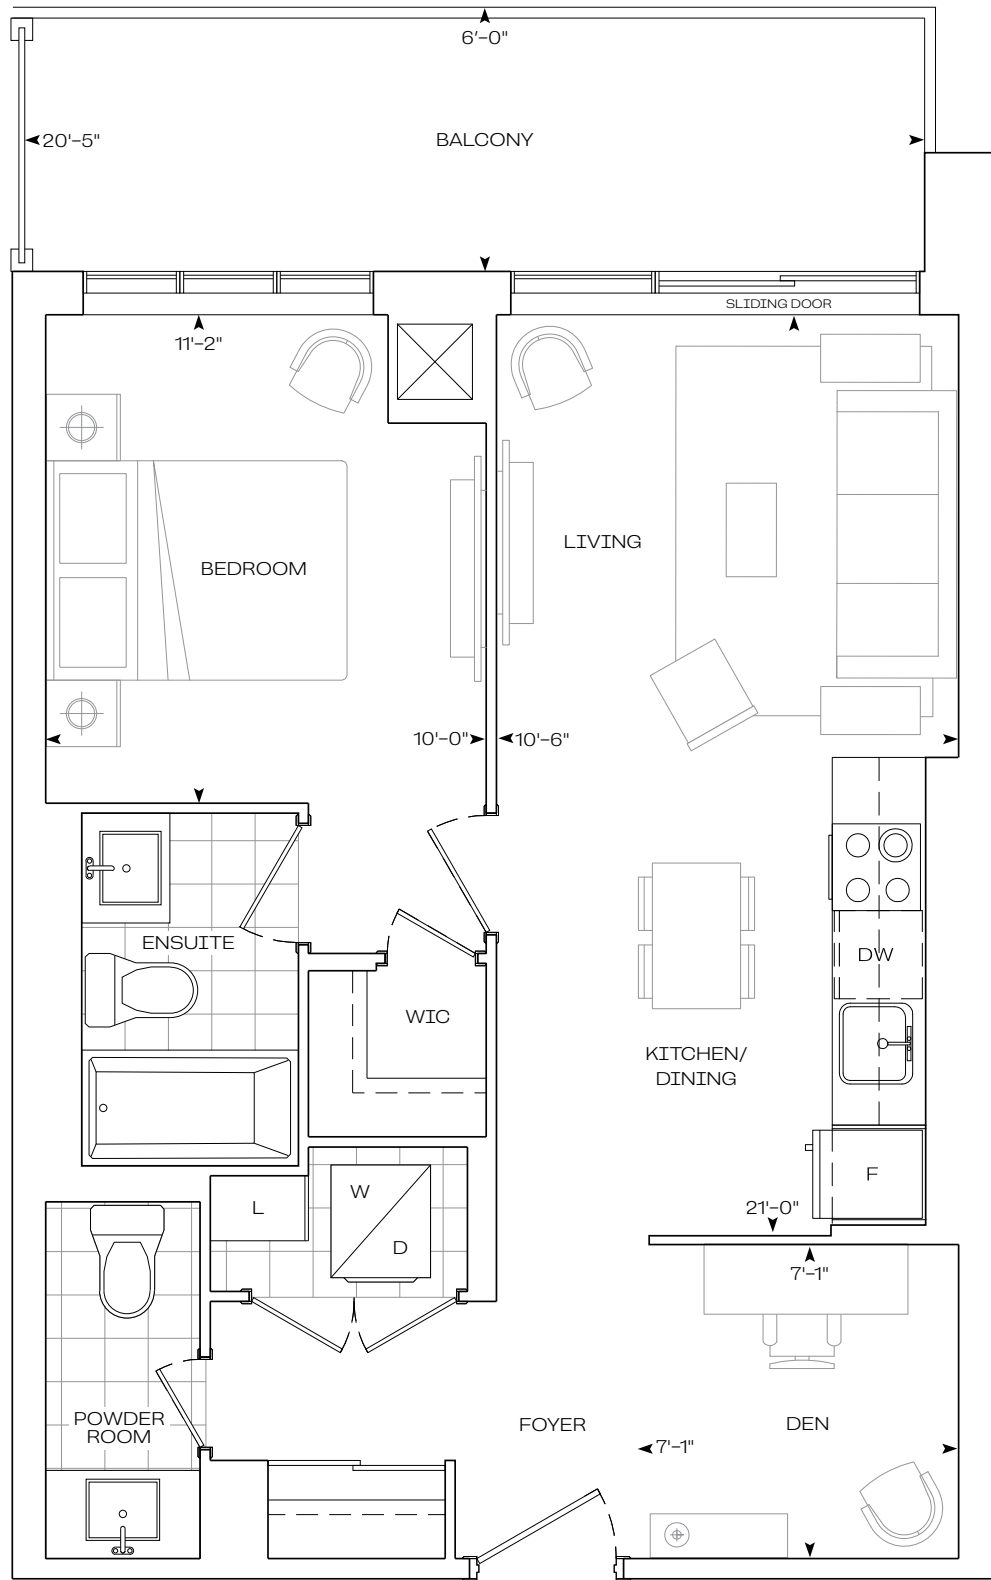 6'-0"
20'-5"
BALCONY
SLIDING DOOR
11'-2"
LIVING
BEDROOM
10'-0"
10'-6"
ENSUITE
DW
WIC
KITCHEN/
DINING
F
W
L
D
21'-0"
7'-1"
POWDER
ROOM
FOYER
DEN
7'-1"